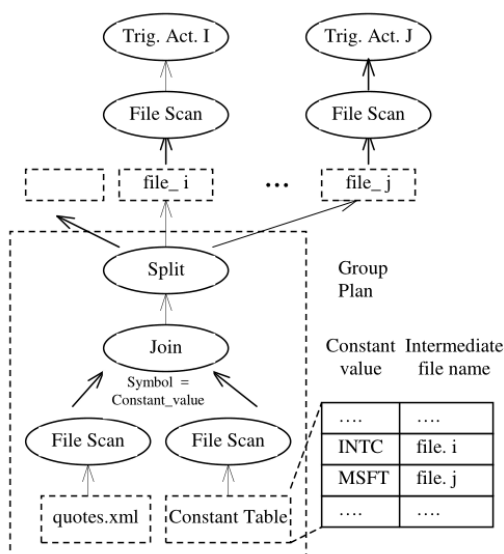 Trig. Act. I
Trig. Act. J
File Scan
File Scan
file_ i
...
file_ j
Split
Group
Plan
Join
Symbol =
Constant_value
File Scan
File Scan
quotes.xml
Constant Table
Constant Intermediate
value file name
.... ....
INTC file. i
MSFT file. j
.... ....